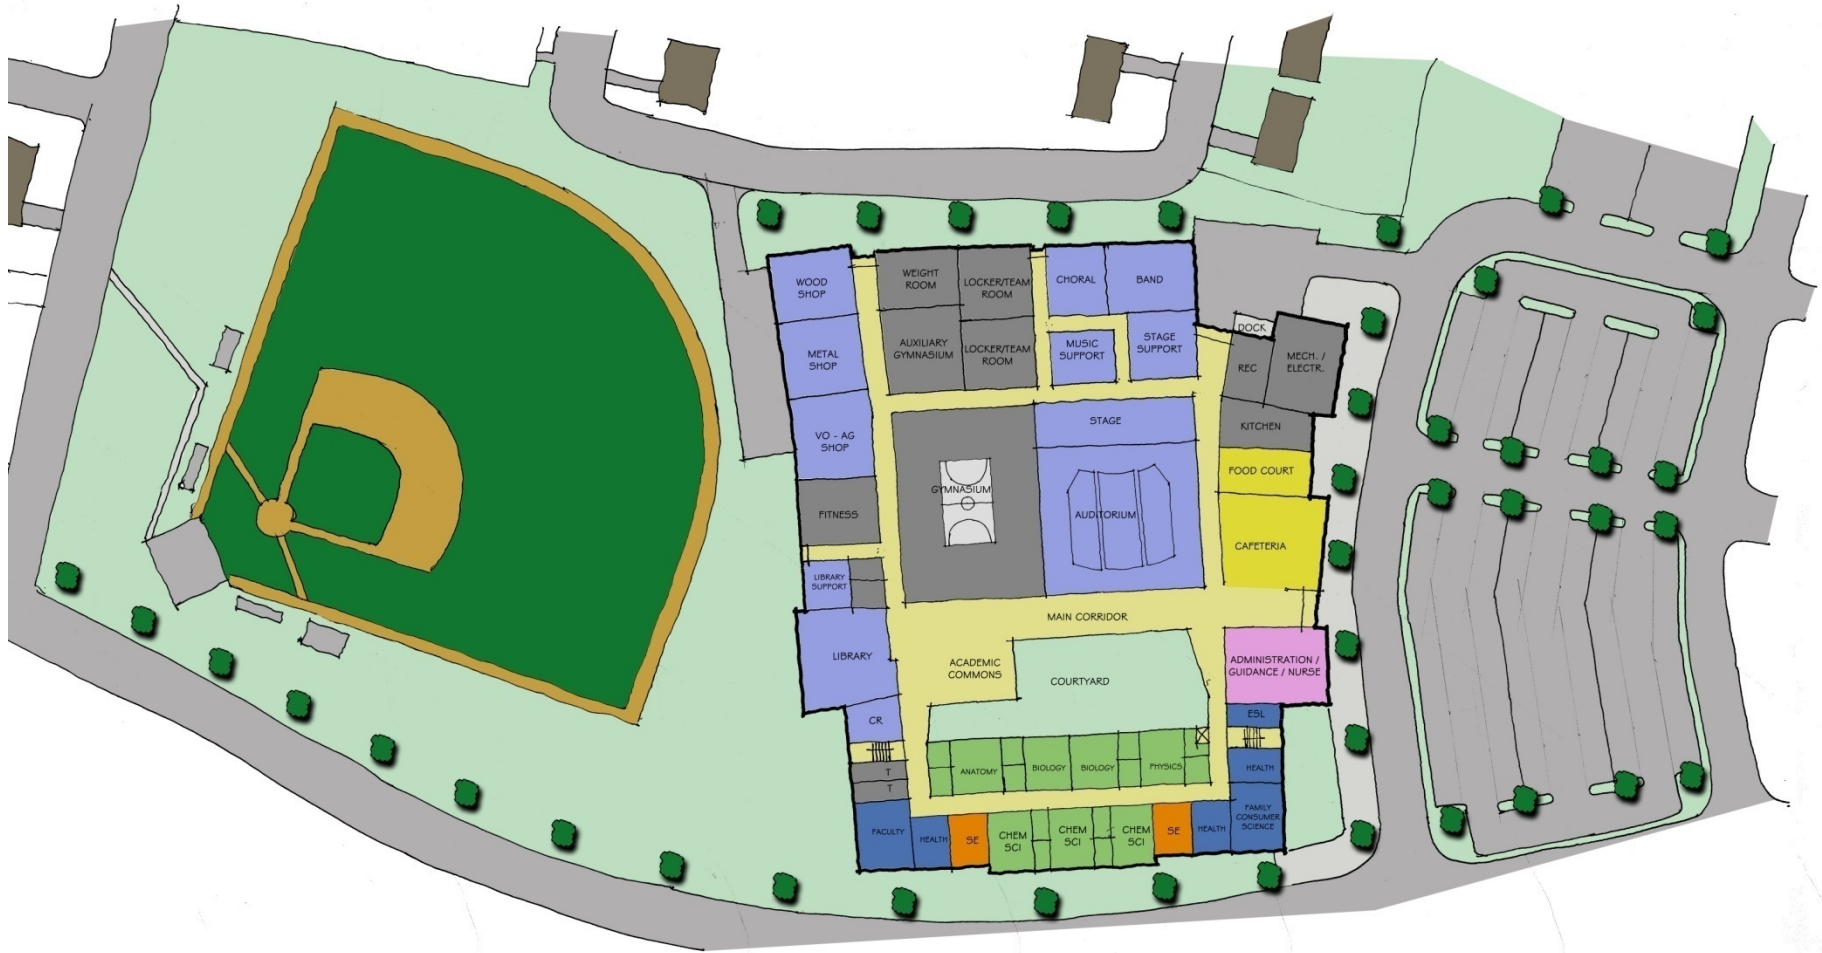 WOOD
SHOP
WEIGHT
ROOM
LOCKER/TEAM
ROOM
CHORAL
BAND
METAL
SHOP
AUXILIARY
GYMNASIUM
LOCKER/TEAM
ROOM
MUSIC
SUPPORT
STAGE
SUPPORT
DOCK
REC
MECH. /
ELECTR.
VO - AG
SHOP
STAGE
KITCHEN
FOOD COURT
GYMNASIUM
AUDITORIUM
FITNESS
CAFETERIA
LIBRARY
SUPPORT
MAIN CORRIDOR
LIBRARY
ACADEMIC
COMMONS
COURTYARD
ADMINISTRATION /
GUIDANCE / NURSE
CR
ESL
T
T
ANATOMY
BIOLOGY
BIOLOGY
PHYSICS
HEALTH
FACULTY
HEALTH
SE
CHEM
SCI
CHEM
SCI
CHEM
SCI
SE
HEALTH
FAMILY
CONSUMER
SCIENCE